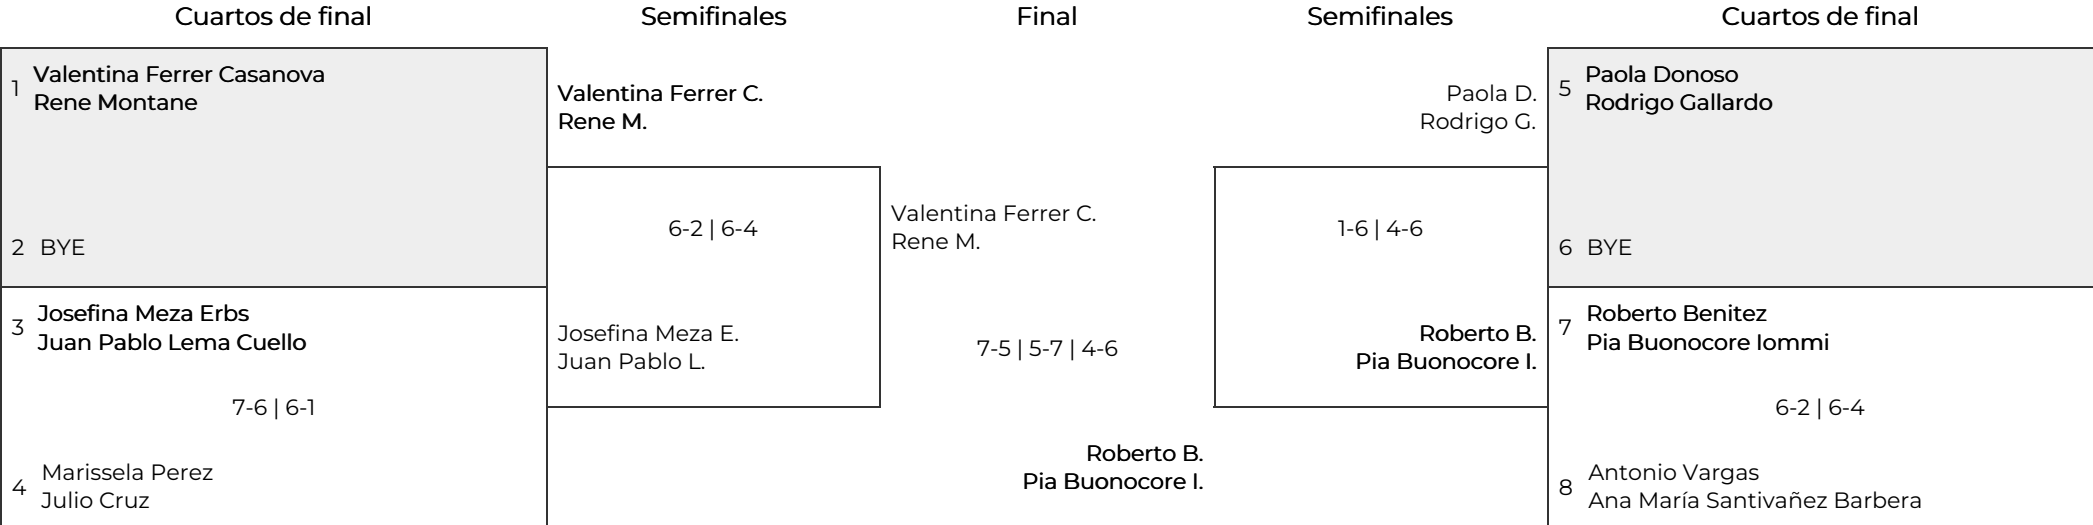 Cuartos de final
Semifinales
Final
Semifinales
Cuartos de final
1
Valentina Ferrer Casanova
Rene Montane
2 BYE
3
Josefina Meza Erbs
Juan Pablo Lema Cuello
7-6 | 6-1
4
Marissela Perez
Julio Cruz
Valentina Ferrer C.
Rene M.
6-2 | 6-4
Josefina Meza E.
Juan Pablo L.
Valentina Ferrer C.
Rene M.
7-5 | 5-7 | 4-6
Roberto B.
Pia Buonocore I.
Paola D.
Rodrigo G.
1-6 | 4-6
Roberto B.
Pia Buonocore I.
5
Paola Donoso
Rodrigo Gallardo
6 BYE
7
Roberto Benitez
Pia Buonocore Iommi
6-2 | 6-4
8
Antonio Vargas
Ana María Santivañez Barbera